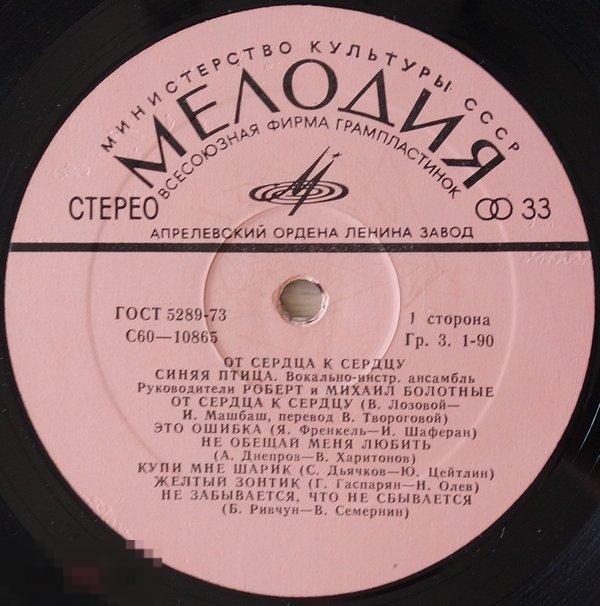 МИНИСТЕРСТВО КУЛЬТУРЫ СССР
МЕЛОДИЯ
ВСЕСОЮЗНАЯ ФИРМА ГРАМПЛАСТИНОК
СТЕРЕО
33
АПРЕЛЕВСКИЙ ОРДЕНА ЛЕНИНА ЗАВОД
ГОСТ 5289-73
1 сторона
С60—10865
Гр. 3. 1-90
ОТ СЕРДЦА К СЕРДЦУ
СИНЯЯ ПТИЦА. Вокально-инстр. ансамбль
Руководители РОБЕРТ и МИХАИЛ БОЛОТНЫЕ
ОТ СЕРДЦА К СЕРДЦУ (В. Лозовой—
И. Машбаш, перевод В. Твороговой)
ЭТО ОШИБКА (Я. Френкель—И. Шаферан)
НЕ ОБЕЩАЙ МЕНЯ ЛЮБИТЬ
(А. Днепров—В. Харитонов)
КУПИ МНЕ ШАРИК (С. Дьячков—Ю. Цейтлин)
ЖЕЛТЫЙ ЗОНТИК (Г. Гаспарян—Н. Олев)
НЕ ЗАБЫВАЕТСЯ, ЧТО НЕ СБЫВАЕТСЯ
(Б. Ривчун—В. Семернин)